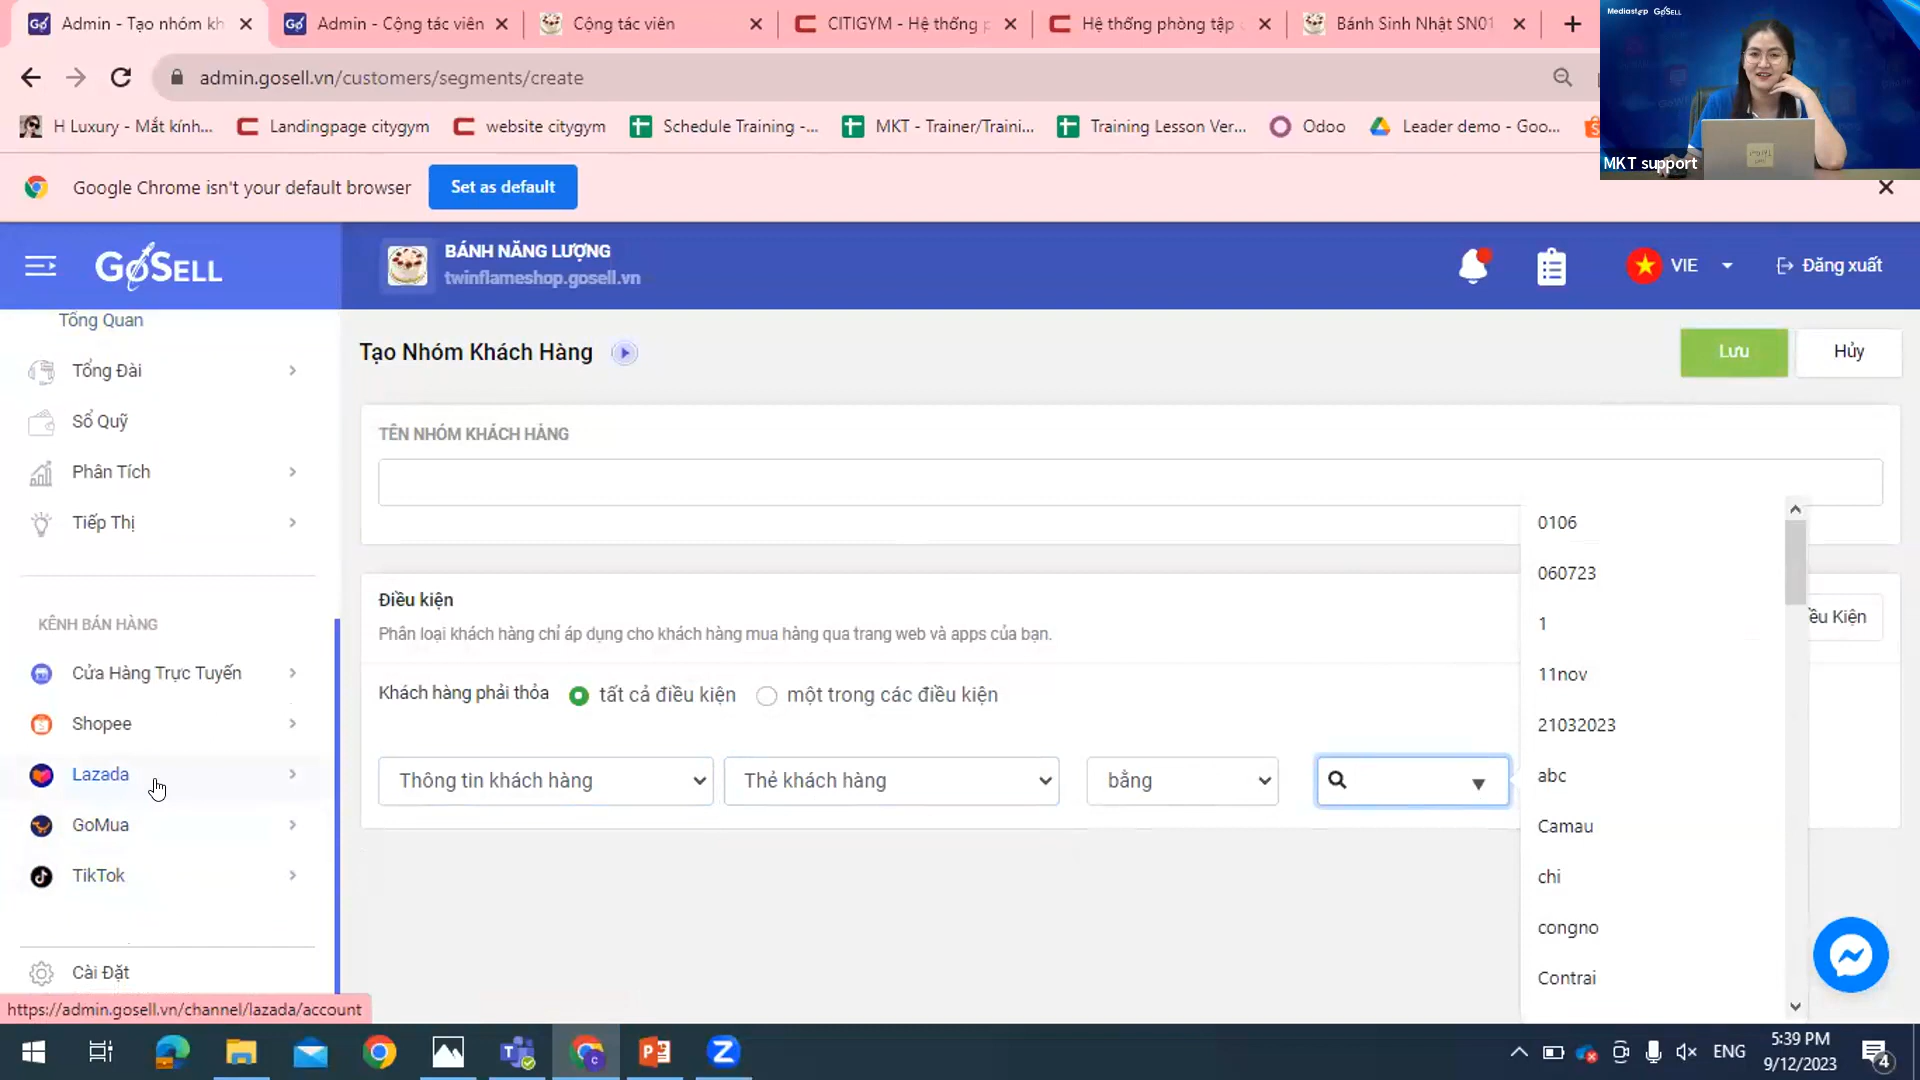 Admin - Tạo nhóm kh
Admin - Cộng tác viên
Cộng tác viên
CITIGYM - Hệ thống p
Hệ thống phòng tập
Bánh Sinh Nhật SN01
Mediastep GoSELL
admin.gosell.vn/customers/segments/create
H Luxury - Mắt kính...
Landingpage citygym
website citygym
Schedule Training -...
MKT - Trainer/Traini...
Training Lesson Ver...
Odoo
Leader demo - Goo...
MKT support
Google Chrome isn't your default browser
Set as default
GoSELL
BÁNH NĂNG LƯỢNG
twinflameshop.gosell.vn
VIE
Đăng xuất
Tổng Quan
Tổng Đài
Sổ Quỹ
Phân Tích
Tiếp Thị
KÊNH BÁN HÀNG
Cửa Hàng Trực Tuyến
Shopee
Lazada
GoMua
TikTok
Cài Đặt
Tạo Nhóm Khách Hàng
Lưu
Hủy
TÊN NHÓM KHÁCH HÀNG
Điều kiện
Phân loại khách hàng chỉ áp dụng cho khách hàng mua hàng qua trang web và apps của bạn.
ều Kiện
Khách hàng phải thỏa
tất cả điều kiện
một trong các điều kiện
Thông tin khách hàng
Thẻ khách hàng
bằng
0106
060723
1
11nov
21032023
abc
Camau
chi
congno
Contrai
https://admin.gosell.vn/channel/lazada/account
ENG
5:39 PM
9/12/2023
4